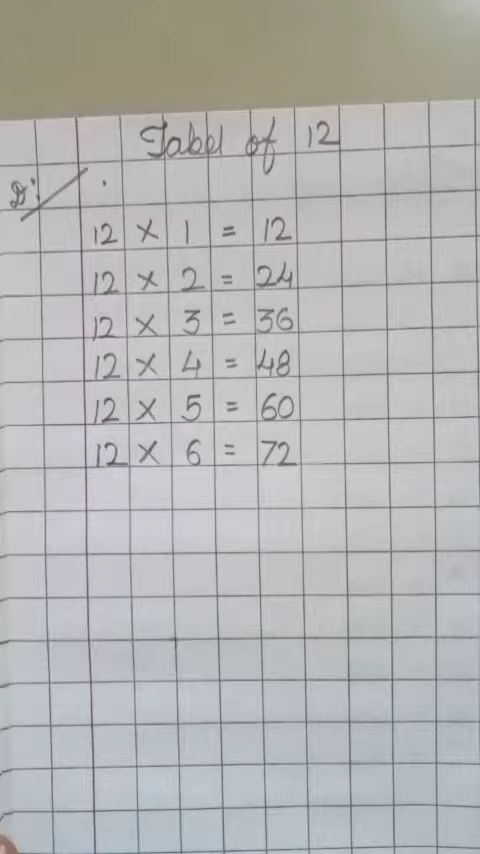 Tabel of 12
D:
12 × 1 = 12
12 × 2 = 24
12 × 3 = 36
12 × 4 = 48
12 × 5 = 60
12 × 6 = 72